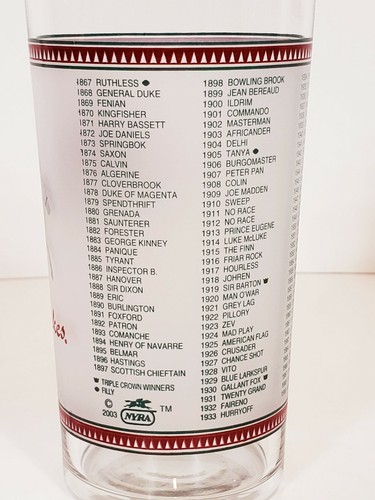 1867 RUTHLESS ●
1868 GENERAL DUKE
1869 FENIAN
1870 KINGFISHER
1871 HARRY BASSETT
1872 JOE DANIELS
1873 SPRINGBOK
1874 SAXON
1875 CALVIN
1876 ALGERINE
1877 CLOVERBROOK
1878 DUKE OF MAGENTA
1879 SPENDTHRIFT
1880 GRENADA
1881 SAUNTERER
1882 FORESTER
1883 GEORGE KINNEY
1884 PANIQUE
1885 TYRANT
1886 INSPECTOR B.
1887 HANOVER
1888 SIR DIXON
1889 ERIC
1890 BURLINGTON
1891 FOXFORD
1892 PATRON
1893 COMANCHE
1894 HENRY OF NAVARRE
1895 BELMAR
1896 HASTINGS
1897 SCOTTISH CHIEFTAIN
TRIPLE CROWN WINNERS
● FILLY
© 2003 NYRA ™
1898 BOWLING BROOK
1899 JEAN BEREAUD
1900 ILDRIM
1901 COMMANDO
1902 MASTERMAN
1903 AFRICANDER
1904 DELHI
1905 TANYA ●
1906 BURGOMASTER
1907 PETER PAN
1908 COLIN
1909 JOE MADDEN
1910 SWEEP
1911 NO RACE
1912 NO RACE
1913 PRINCE EUGENE
1914 LUKE McLUKE
1915 THE FINN
1916 FRIAR ROCK
1917 HOURLESS
1918 JOHREN
1919 SIR BARTON
1920 MAN O'WAR
1921 GREY LAG
1922 PILLORY
1923 ZEV
1924 MAD PLAY
1925 AMERICAN FLAG
1926 CRUSADER
1927 CHANCE SHOT
1928 VITO
1929 BLUE LARKSPUR
1930 GALLANT FOX
1931 TWENTY GRAND
1932 FAIRENO
1933 HURRYOFF